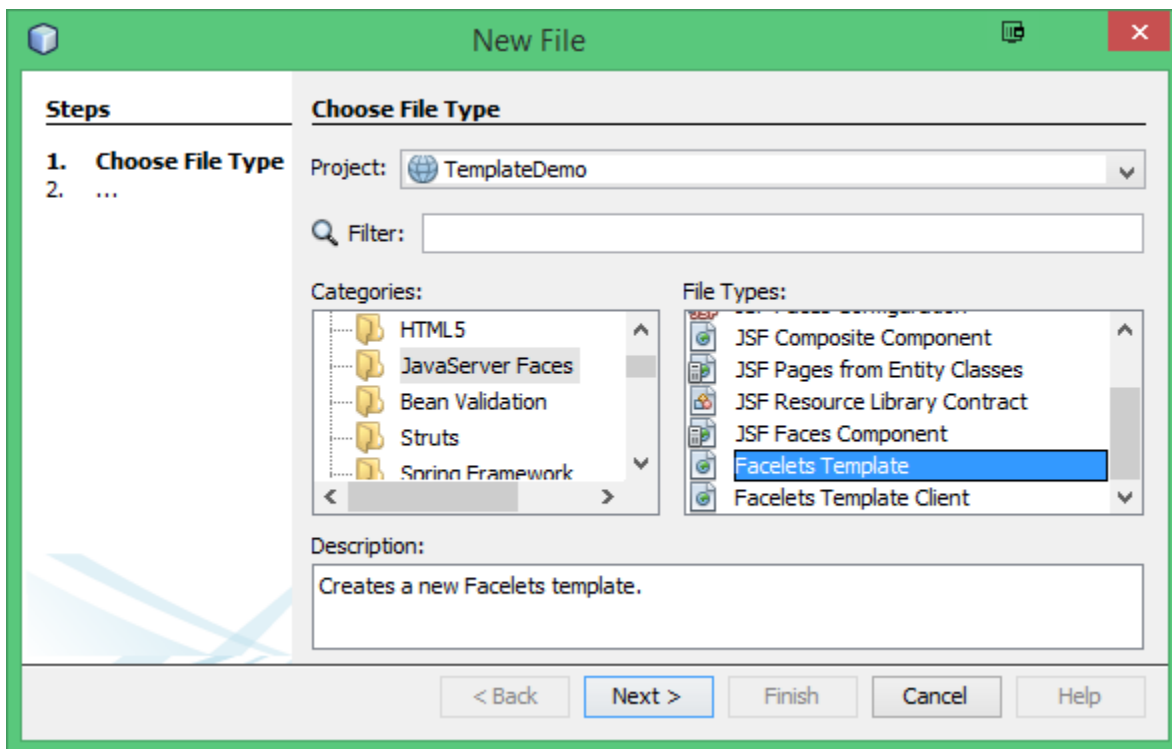 New File
Steps
1. Choose File Type
2. ...
Choose File Type
Project: TemplateDemo
Filter:
Categories:
HTML5
JavaServer Faces
Bean Validation
Struts
Spring Framework
File Types:
JSF Composite Component
JSF Pages from Entity Classes
JSF Resource Library Contract
JSF Faces Component
Facelets Template
Facelets Template Client
Description:
Creates a new Facelets template.
< Back Next > Finish Cancel Help